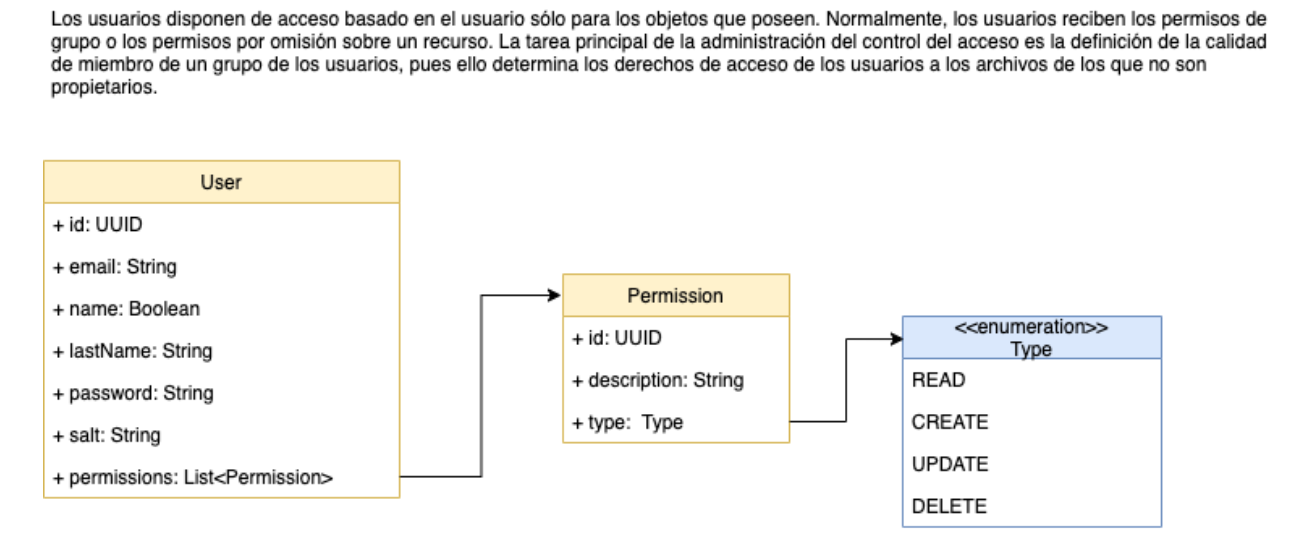 Los usuarios disponen de acceso basado en el usuario sólo para los objetos que poseen. Normalmente, los usuarios reciben los permisos de
grupo o los permisos por omisión sobre un recurso. La tarea principal de la administración del control del acceso es la definición de la calidad
de miembro de un grupo de los usuarios, pues ello determina los derechos de acceso de los usuarios a los archivos de los que no son
propietarios.
User
+ id: UUID
+ email: String
+ name: Boolean
+ lastName: String
+ password: String
+ salt: String
+ permissions: List<Permission>
Permission
+ id: UUID
+ description: String
+ type: Type
<<enumeration>>
Type
READ
CREATE
UPDATE
DELETE